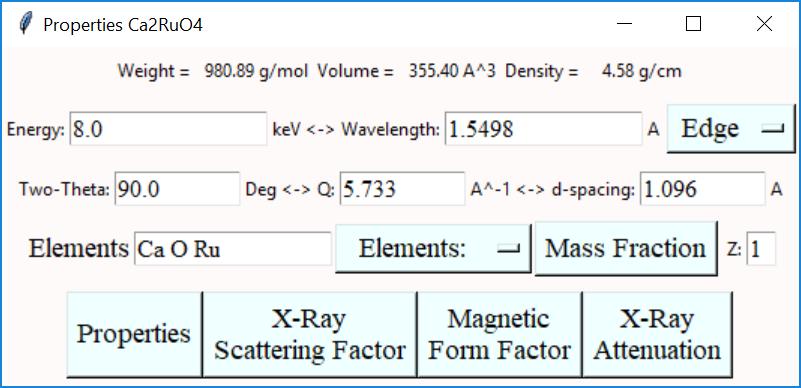 Properties Ca2RuO4
Weight = 980.89 g/mol Volume = 355.40 A^3 Density = 4.58 g/cm
Energy: 8.0 keV <-> Wavelength: 1.5498 A Edge
Two-Theta: 90.0 Deg <-> Q: 5.733 A^-1 <-> d-spacing: 1.096 A
Elements Ca O Ru Elements: Mass Fraction Z: 1
Properties
X-Ray
Scattering Factor
Magnetic
Form Factor
X-Ray
Attenuation